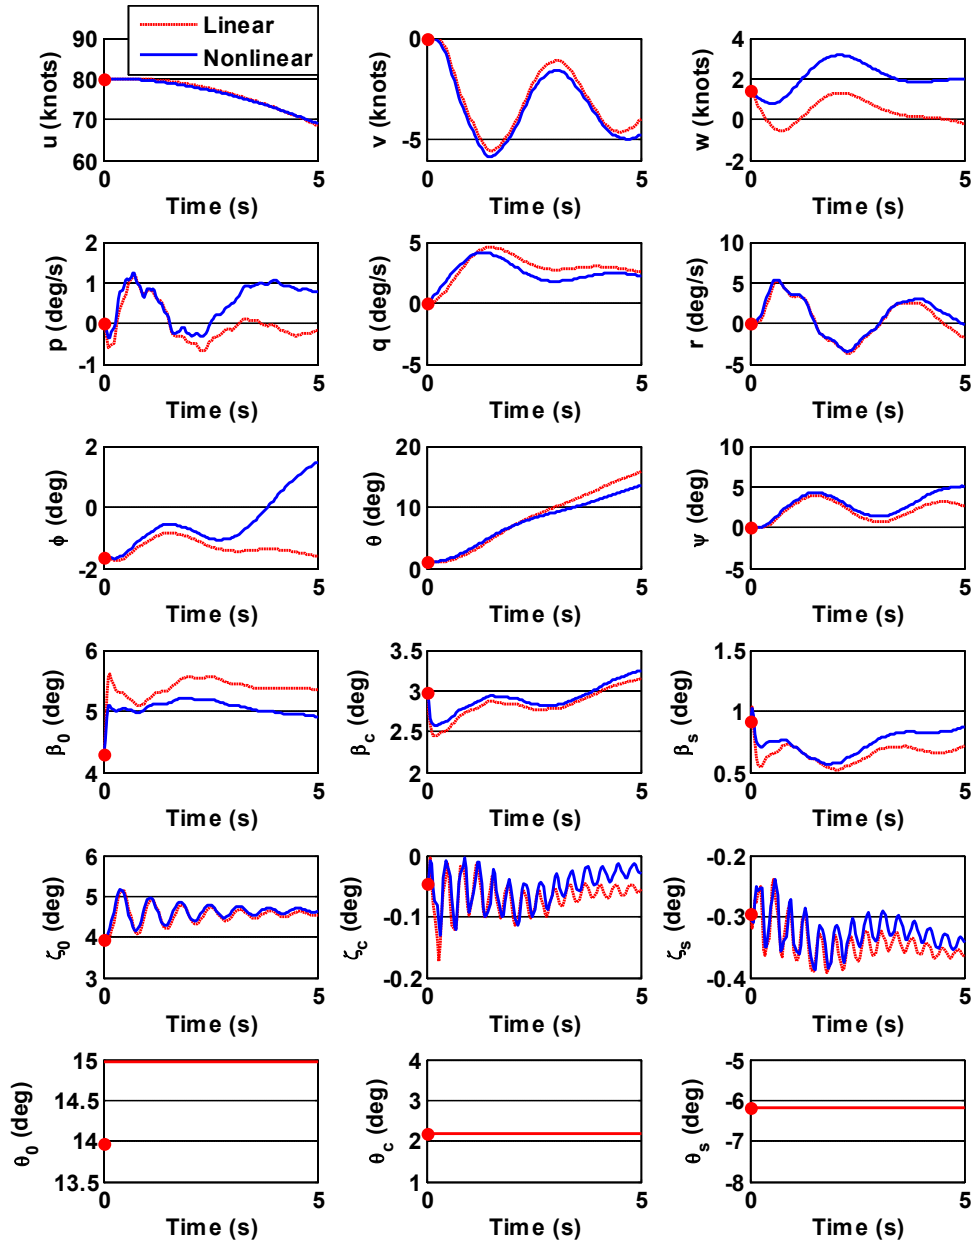 Linear
Nonlinear
90
80
70
60
u (knots)
0
5
Time (s)
0
-5
v (knots)
0
5
Time (s)
4
2
0
-2
w (knots)
0
5
Time (s)
2
1
0
-1
p (deg/s)
0
5
Time (s)
5
0
-5
q (deg/s)
0
5
Time (s)
10
5
0
-5
r (deg/s)
0
5
Time (s)
2
0
-2
ϕ (deg)
0
5
Time (s)
20
10
0
θ (deg)
0
5
Time (s)
10
5
0
-5
ψ (deg)
0
5
Time (s)
6
5
4
β0 (deg)
0
5
Time (s)
3.5
3
2.5
2
βc (deg)
0
5
Time (s)
1.5
1
0.5
βs (deg)
0
5
Time (s)
6
5
4
3
ζ0 (deg)
0
5
Time (s)
0
-0.1
-0.2
ζc (deg)
0
5
Time (s)
-0.2
-0.3
-0.4
ζs (deg)
0
5
Time (s)
15
14.5
14
13.5
θ0 (deg)
0
5
Time (s)
4
3
2
1
θc (deg)
0
5
Time (s)
-5
-6
-7
-8
θs (deg)
0
5
Time (s)